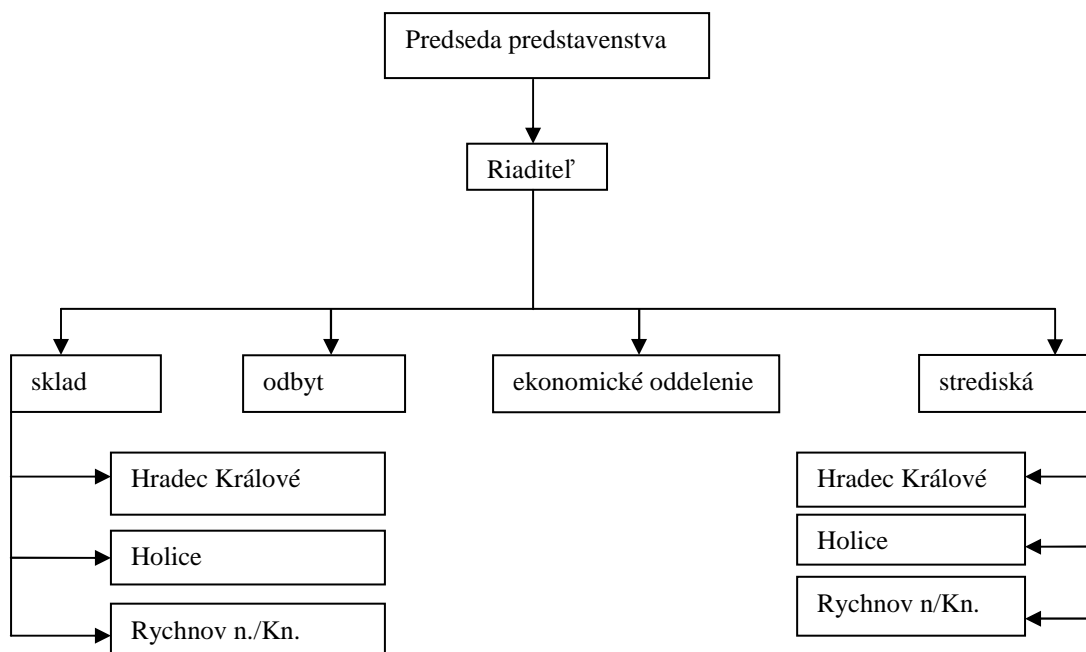 Predseda predstavenstva
Riaditeľ
sklad
odbyt
ekonomické oddelenie
strediská
Hradec Králové
Holice
Rychnov n./Kn.
Hradec Králové
Holice
Rychnov n/Kn.